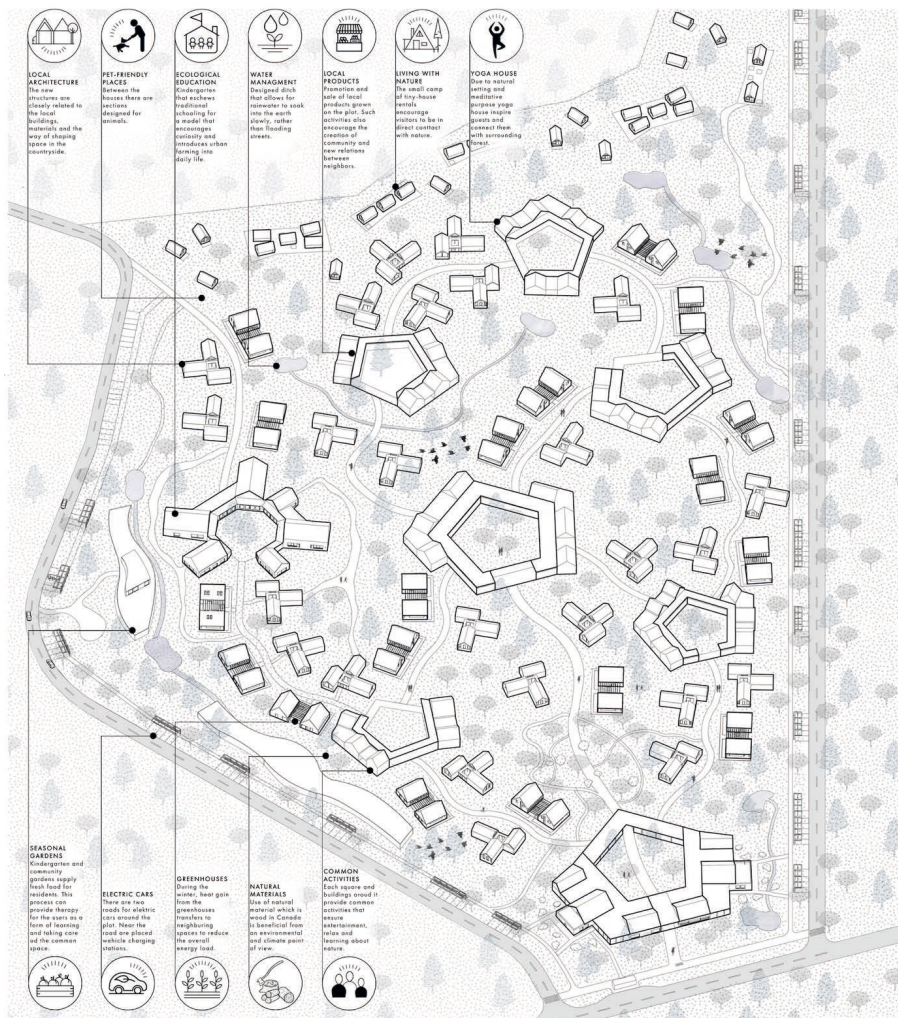 LOCAL
ARCHITECTURE
The new
structures are
closely related to
the local
buildings,
materials and the
way of shaping
space in the
countryside.
PET-FRIENDLY
PLACES
Between the
houses there are
sections
designed for
animals.
ECOLOGICAL
EDUCATION
Kindergarten
that eschews
traditional
schooling for
a model that
encourages
curiosity and
introduces urban
farming into
daily life.
WATER
MANAGMENT
Designed ditch
that allows for
rainwater to soak
into the earth
slowly, rather
than flooding
streets.
LOCAL
PRODUCTS
Promotion and
sale of local
products grown
on the plot. Such
activities also
encourage the
creation of
community and
new relations
between
neighbors.
LIVING WITH
NATURE
The small camp
of tiny-house
rentals
encourage
visitors to be in
direct conttact
with nature.
YOGA HOUSE
Due to natural
setting and
meditative
purpose yoga
house inspire
guests and
connect them
with surrounding
forest.
SEASONAL
GARDENS
Kindergarten and
community
gardens supply
fresh food for
residents. This
process can
provide therapy
for the users as a
form of learning
and taking care
od the common
space.
ELECTRIC CARS
There are two
roads for elektric
cars around the
plot. Near the
road are placed
vehicle charging
stations.
GREENHOUSES
During the
winter, heat gain
from the
greenhouses
transfers to
neighburing
spaces to reduce
the overall
energy load.
NATURAL
MATERIALS
Use of natural
material which is
wood in Canada
is beneficial from
an environmental
and climate point
of view.
COMMON
ACTIVITIES
Each square and
buildings aroud it
provide common
activities that
ensure
entertainment,
relax and
learning about
nature.